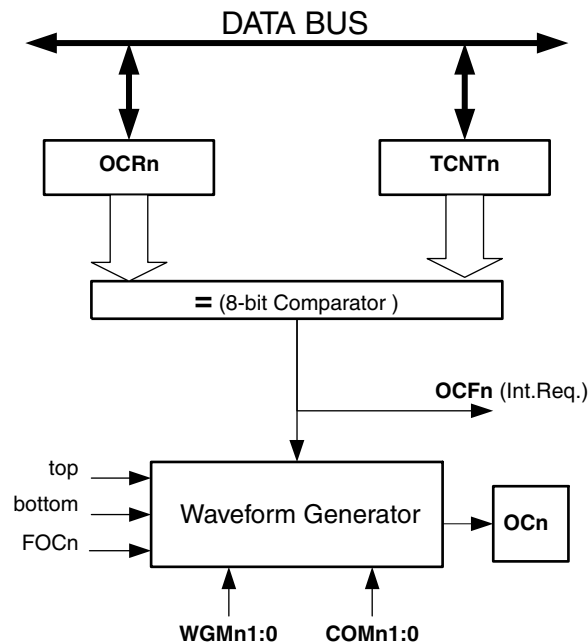 DATA BUS
OCRn
TCNTn
= (8-bit Comparator )
OCFn (Int.Req.)
top
bottom
FOCn
Waveform Generator
OCn
WGMn1:0
COMn1:0